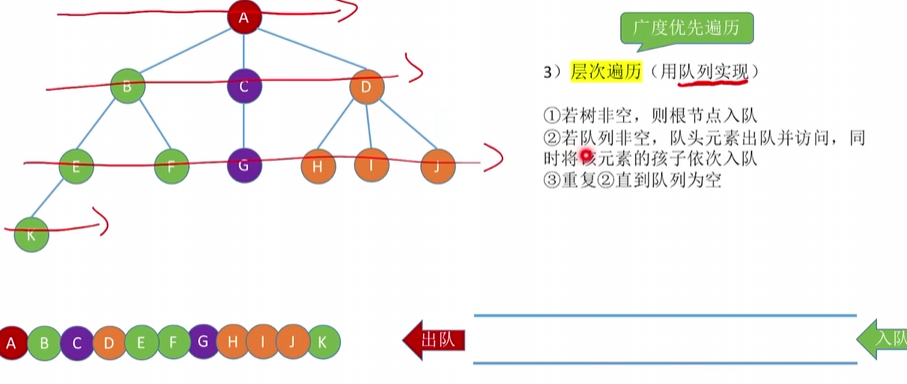 A
广度优先遍历
3）层次遍历（用队列实现）
B C D
①若树非空，则根节点入队
②若队列非空，队头元素出队并访问，同
时将该元素的孩子依次入队
③重复②直到队列为空
E F G H I J
K
A B C D E F G H I J K
出队
入队